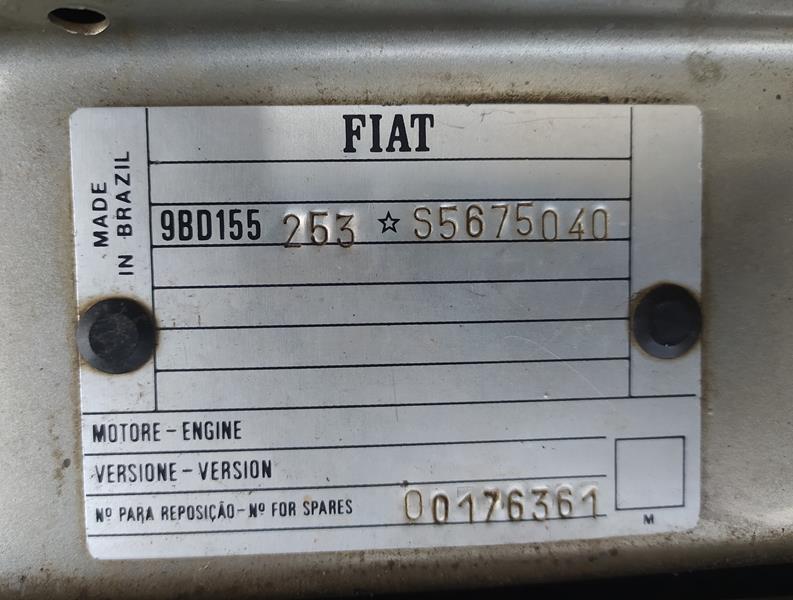 FIAT
MADE
IN BRAZIL
9BD155 253 ☆ S5675040
MOTORE - ENGINE
VERSIONE - VERSION
Nº PARA REPOSIÇÃO - Nº FOR SPARES 00176361
M